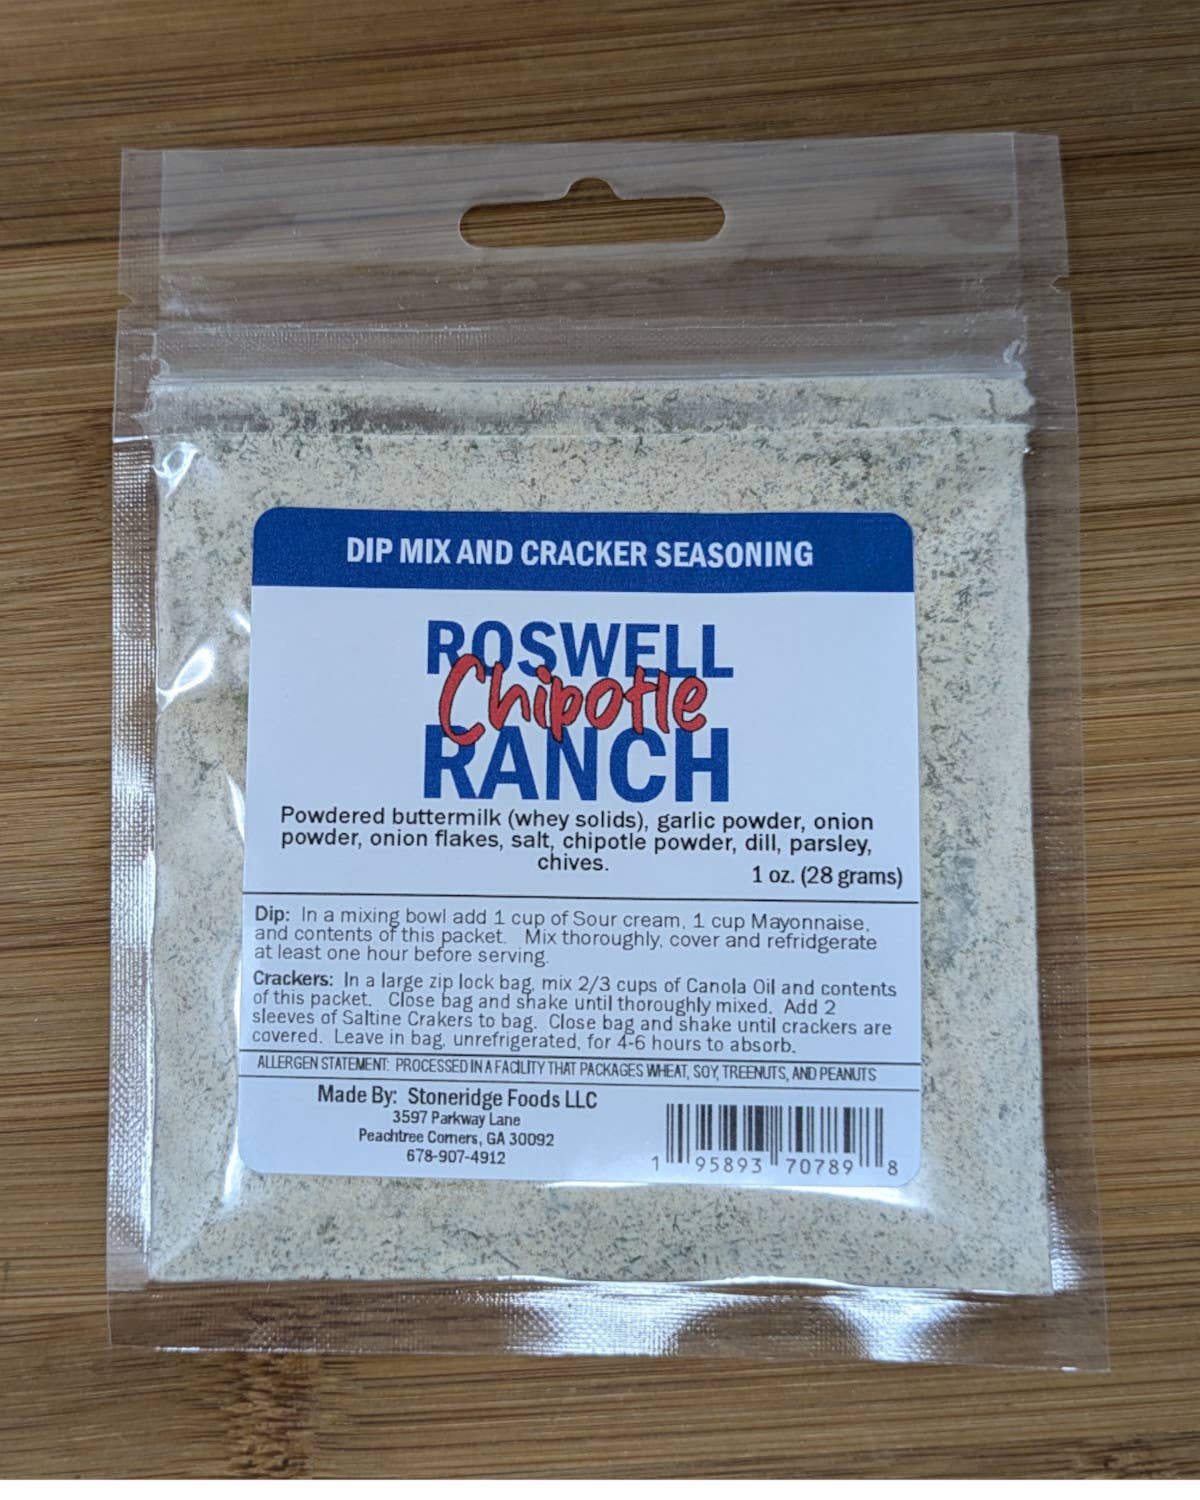 DIP MIX AND CRACKER SEASONING
ROSWELL
Chipotle
RANCH
Powdered buttermilk (whey solids), garlic powder, onion
powder, onion flakes, salt, chipotle powder, dill, parsley,
chives.
1 oz. (28 grams)
Dip: In a mixing bowl add 1 cup of Sour cream, 1 cup Mayonnaise,
and contents of this packet. Mix thoroughly, cover and refridgerate
at least one hour before serving.
Crackers: In a large zip lock bag, mix 2/3 cups of Canola Oil and contents
of this packet. Close bag and shake until thoroughly mixed. Add 2
sleeves of Saltine Crakers to bag. Close bag and shake until crackers are
covered. Leave in bag, unrefrigerated, for 4-6 hours to absorb.
ALLERGEN STATEMENT: PROCESSED IN A FACILITY THAT PACKAGES WHEAT, SOY, TREENUTS, AND PEANUTS
Made By: Stoneridge Foods LLC
3597 Parkway Lane
Peachtree Corners, GA 30092
678-907-4912
1 95893 70789 8